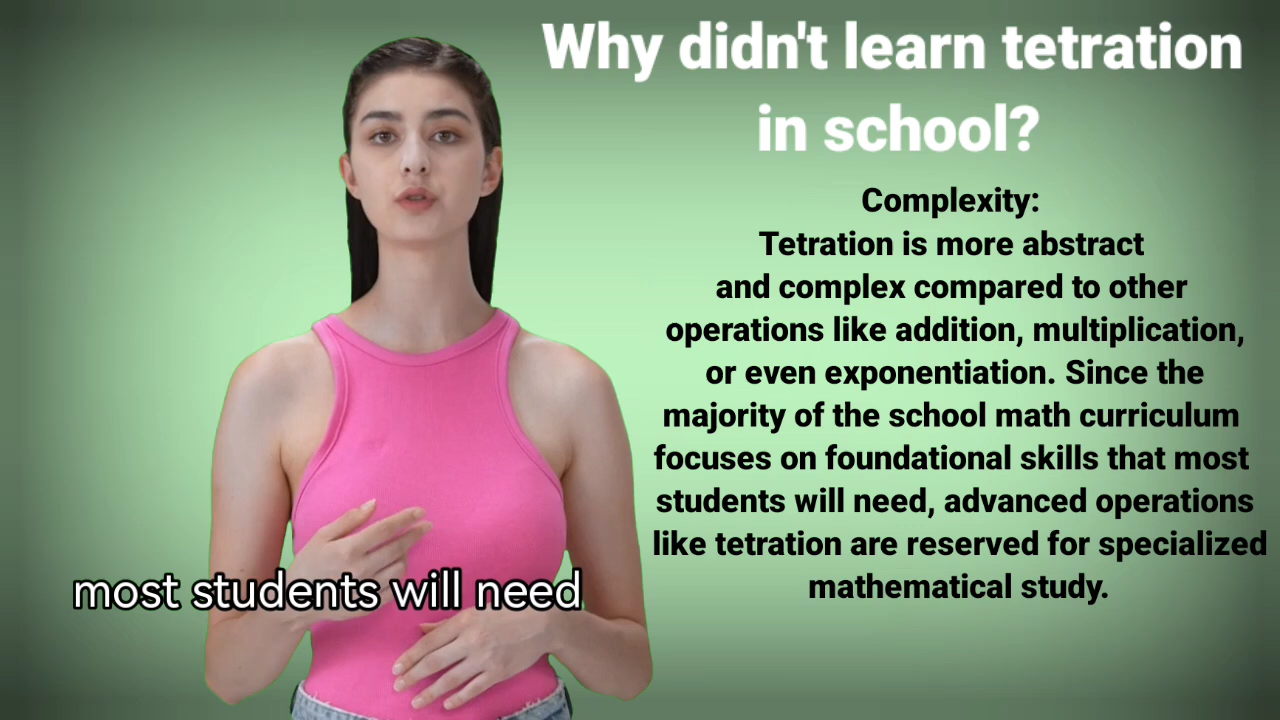 Why didn't learn tetration
in school?
Complexity:
Tetration is more abstract
and complex compared to other
operations like addition, multiplication,
or even exponentiation. Since the
majority of the school math curriculum
focuses on foundational skills that most
students will need, advanced operations
like tetration are reserved for specialized
mathematical study.
most students will need